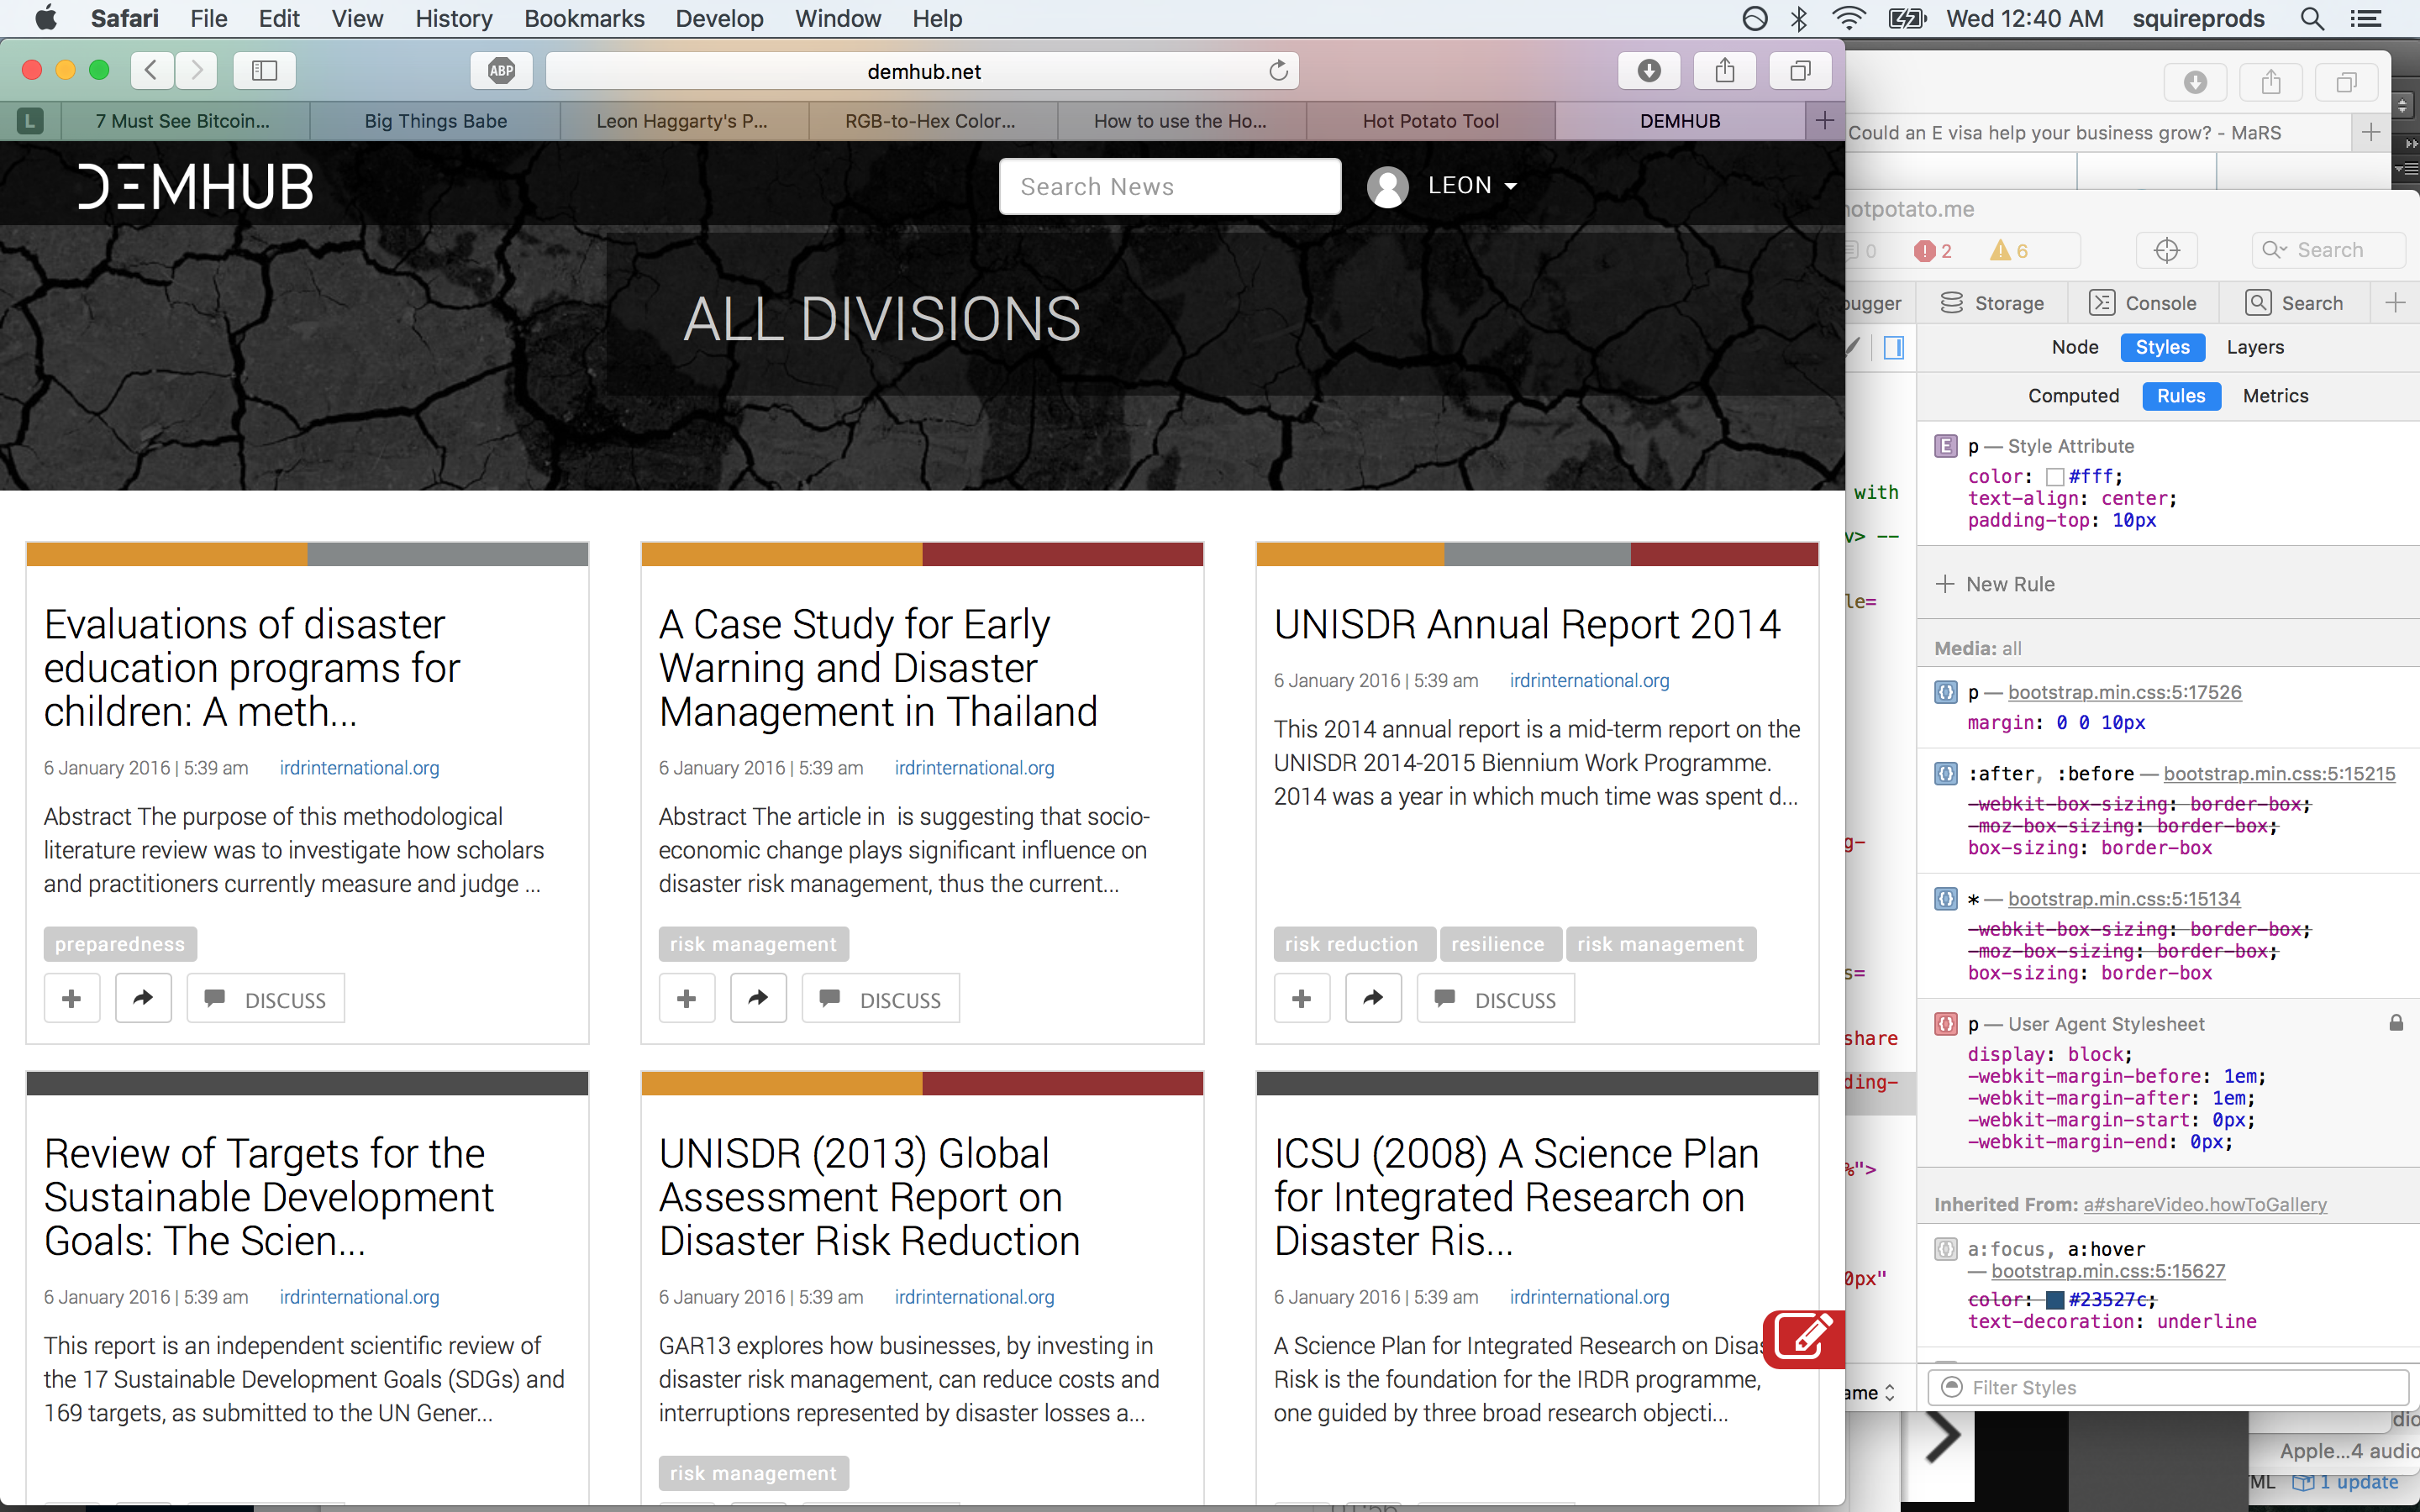 Safari File Edit View History Bookmarks Develop Window Help Wed 12:40 AM squireprods
ABP demhub.net
L 7 Must See Bitcoin... Big Things Babe Leon Haggarty's P... RGB-to-Hex Color... How to use the Ho... Hot Potato Tool DEMHUB
DEMHUB Search News LEON
ALL DIVISIONS
Evaluations of disaster
education programs for
children: A meth...
6 January 2016 | 5:39 am irdrinternational.org
Abstract The purpose of this methodological
literature review was to investigate how scholars
and practitioners currently measure and judge ...
preparedness
DISCUSS
A Case Study for Early
Warning and Disaster
Management in Thailand
6 January 2016 | 5:39 am irdrinternational.org
Abstract The article in  is suggesting that socio-
economic change plays significant influence on
disaster risk management, thus the current...
risk management
DISCUSS
UNISDR Annual Report 2014
6 January 2016 | 5:39 am irdrinternational.org
This 2014 annual report is a mid-term report on the
UNISDR 2014-2015 Biennium Work Programme.
2014 was a year in which much time was spent d...
risk reduction resilience risk management
DISCUSS
Review of Targets for the
Sustainable Development
Goals: The Scien...
6 January 2016 | 5:39 am irdrinternational.org
This report is an independent scientific review of
the 17 Sustainable Development Goals (SDGs) and
169 targets, as submitted to the UN Gener...
UNISDR (2013) Global
Assessment Report on
Disaster Risk Reduction
6 January 2016 | 5:39 am irdrinternational.org
GAR13 explores how businesses, by investing in
disaster risk management, can reduce costs and
interruptions represented by disaster losses a...
risk management
ICSU (2008) A Science Plan
for Integrated Research on
Disaster Ris...
6 January 2016 | 5:39 am irdrinternational.org
A Science Plan for Integrated Research on Disas
Risk is the foundation for the IRDR programme,
one guided by three broad research objecti...
Could an E visa help your business grow? - MaRS
hotpotato.me
0 2 6 Search
bugger Storage Console Search
Node Styles Layers
Computed Rules Metrics
with
v> --
le=
g-
s=
share
ding-
%">
0px"
ame
E p — Style Attribute
color: #fff;
text-align: center;
padding-top: 10px
New Rule
Media: all
p — bootstrap.min.css:5:17526
margin: 0 0 10px
:after, :before — bootstrap.min.css:5:15215
-webkit-box-sizing: border-box;
-moz-box-sizing: border-box;
box-sizing: border-box
* — bootstrap.min.css:5:15134
-webkit-box-sizing: border-box;
-moz-box-sizing: border-box;
box-sizing: border-box
p — User Agent Stylesheet
display: block;
-webkit-margin-before: 1em;
-webkit-margin-after: 1em;
-webkit-margin-start: 0px;
-webkit-margin-end: 0px;
Inherited From: a#shareVideo.howToGallery
a:focus, a:hover
— bootstrap.min.css:5:15627
color: #23527c;
text-decoration: underline
Filter Styles
Apple...4 audio
1 update